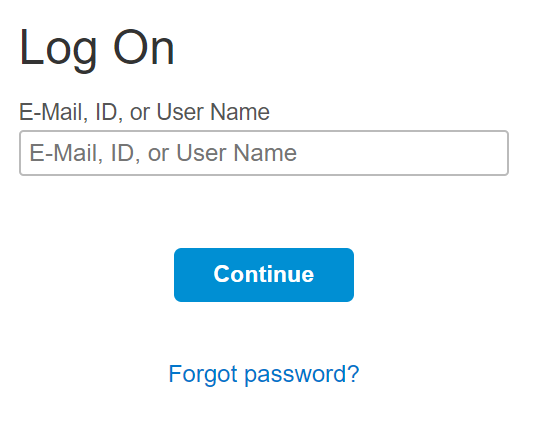 Log On
E-Mail, ID, or User Name
E-Mail, ID, or User Name
Continue
Forgot password?